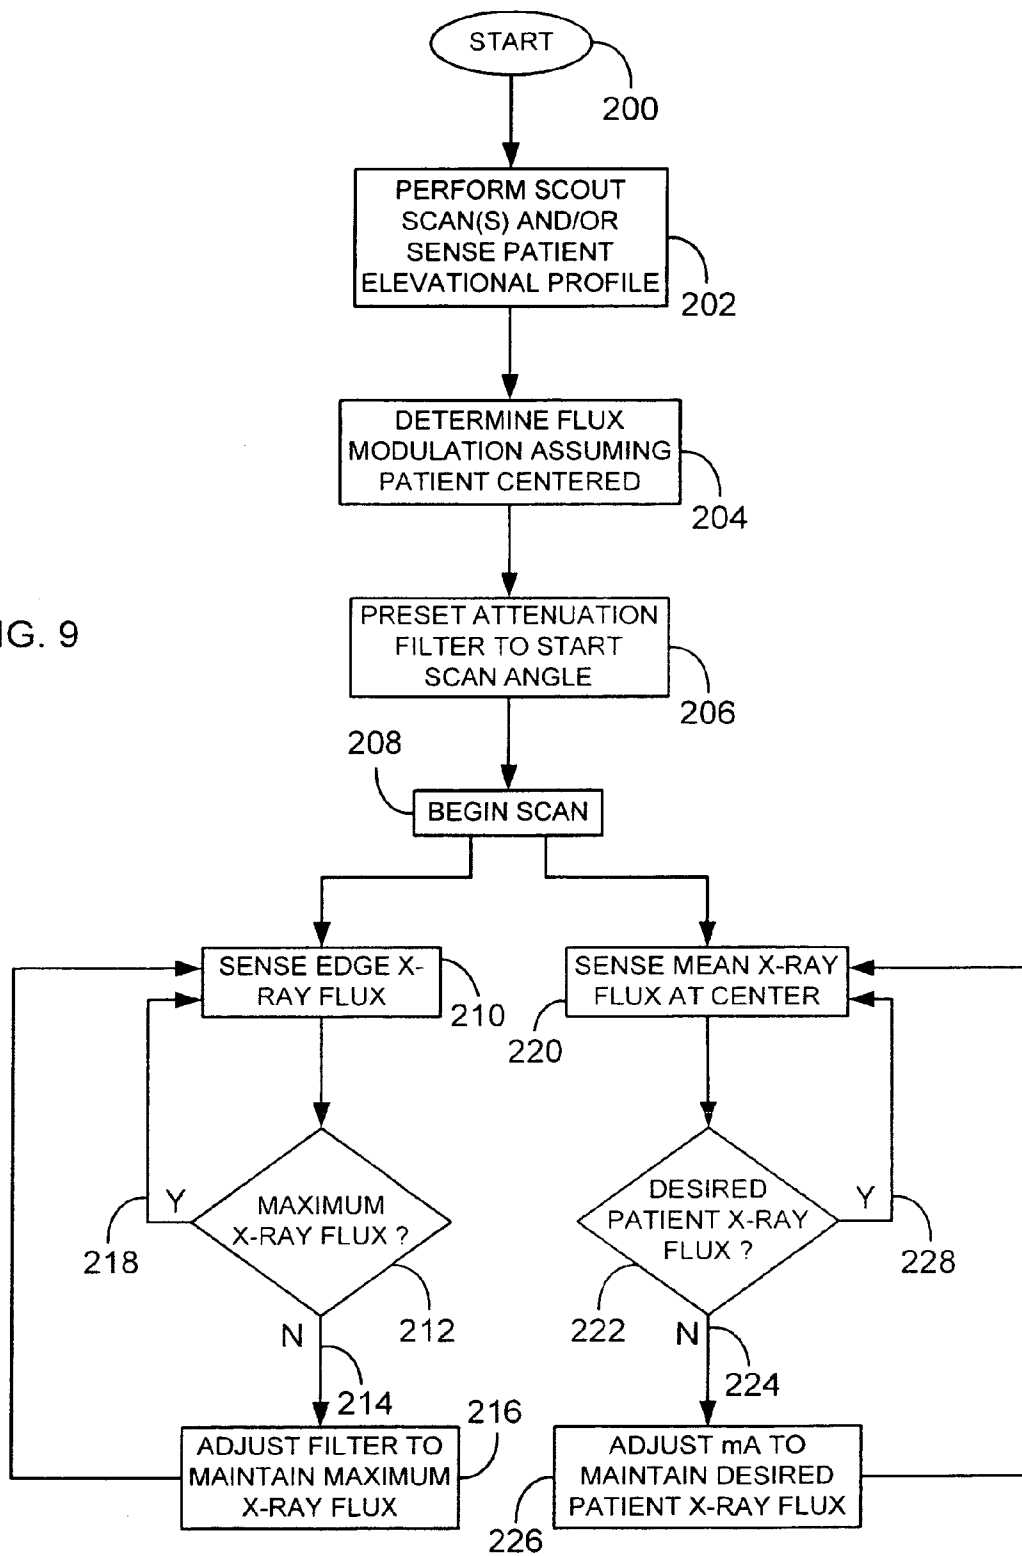 START
200
PERFORM SCOUT
SCAN(S) AND/OR
SENSE PATIENT
ELEVATIONAL PROFILE
202
DETERMINE FLUX
MODULATION ASSUMING
PATIENT CENTERED
204
IG. 9
PRESET ATTENUATION
FILTER TO START
SCAN ANGLE
206
208
BEGIN SCAN
SENSE EDGE X-
RAY FLUX
210
SENSE MEAN X-RAY
FLUX AT CENTER
220
MAXIMUM
X-RAY FLUX ?
Y
218
212
N
214
DESIRED
PATIENT X-RAY
FLUX ?
Y
228
222
N
224
216
ADJUST FILTER TO
MAINTAIN MAXIMUM
X-RAY FLUX
ADJUST mA TO
MAINTAIN DESIRED
PATIENT X-RAY FLUX
226